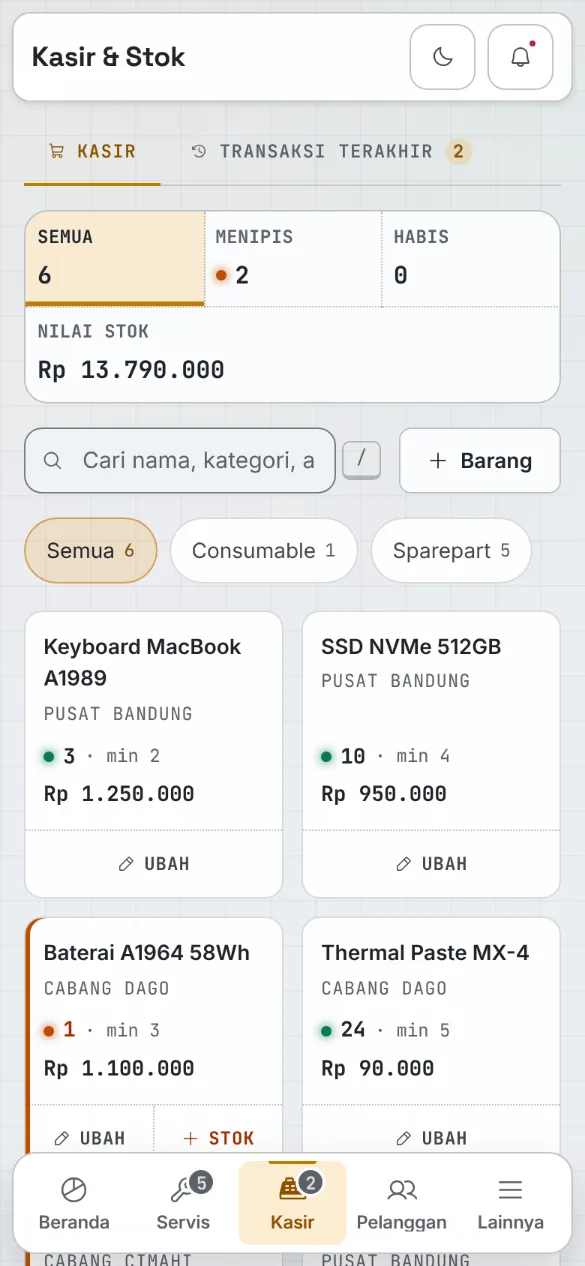 Kasir & Stok
KASIR
TRANSAKSI TERAKHIR 2
SEMUA
6
MENIPIS
2
HABIS
0
NILAI STOK
Rp 13.790.000
Cari nama, kategori, a
/
+ Barang
Semua 6
Consumable 1
Sparepart 5
Keyboard MacBook
A1989
PUSAT BANDUNG
3 · min 2
Rp 1.250.000
UBAH
SSD NVMe 512GB
PUSAT BANDUNG
10 · min 4
Rp 950.000
UBAH
Baterai A1964 58Wh
CABANG DAGO
1 · min 3
Rp 1.100.000
UBAH
+ STOK
Thermal Paste MX-4
CABANG DAGO
24 · min 5
Rp 90.000
UBAH
5
2
Beranda
Servis
Kasir
Pelanggan
Lainnya
CABANG CIMAHI
PUSAT BANDUNG